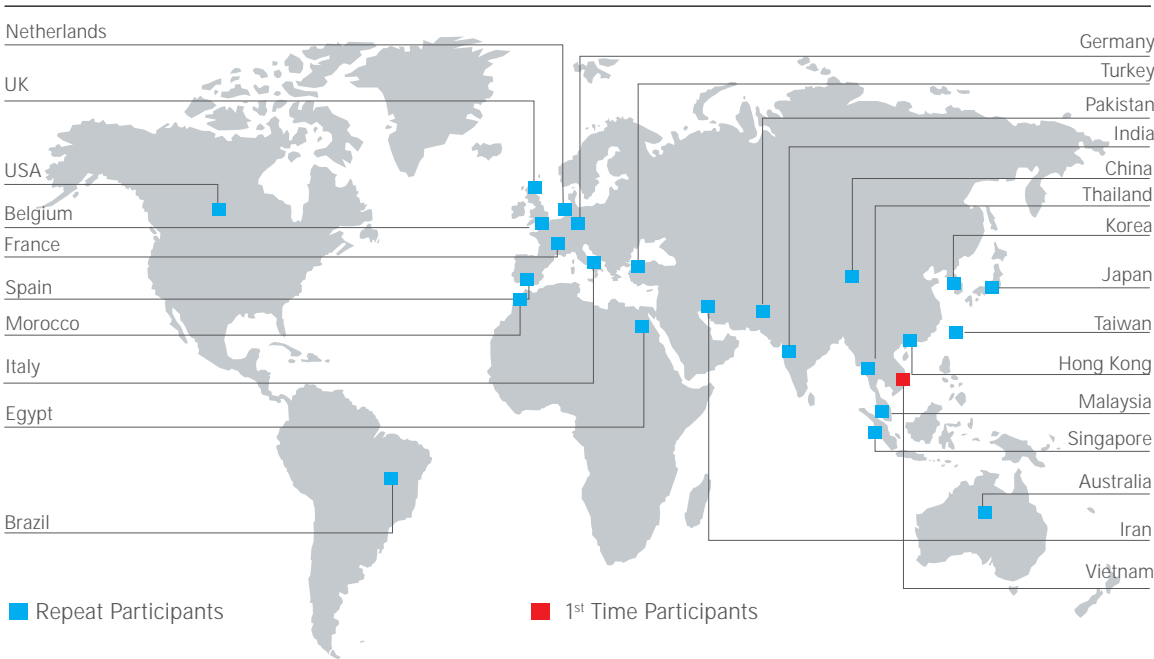 Netherlands
UK
USA
Belgium
France
Spain
Morocco
Italy
Egypt
Brazil
Germany
Turkey
Pakistan
India
China
Thailand
Korea
Japan
Taiwan
Hong Kong
Malaysia
Singapore
Australia
Iran
Vietnam
Repeat Participants
1st Time Participants